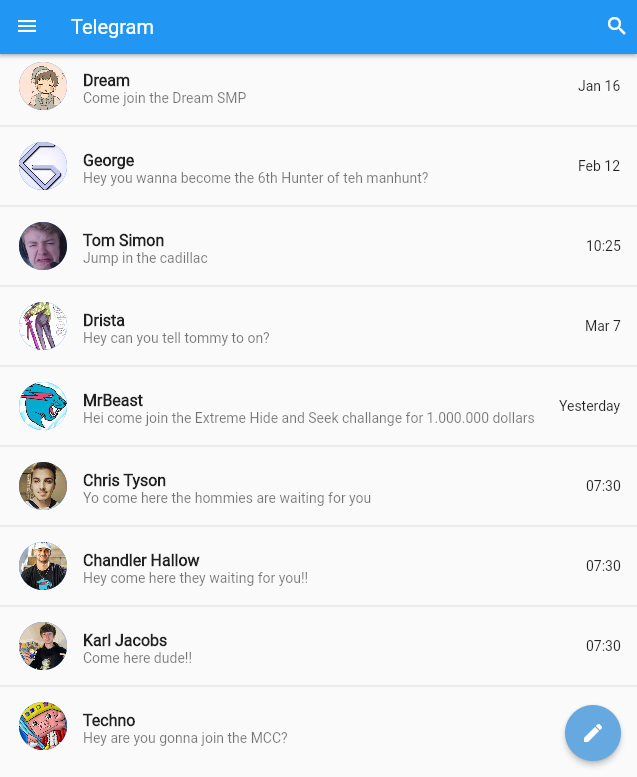 Telegram
Dream
Jan 16
Come join the Dream SMP
George
Feb 12
Hey you wanna become the 6th Hunter of teh manhunt?
Tom Simon
10:25
Jump in the cadillac
Drista
Mar 7
Hey can you tell tommy to on?
MrBeast
Yesterday
Hei come join the Extreme Hide and Seek challange for 1.000.000 dollars
Chris Tyson
07:30
Yo come here the hommies are waiting for you
Chandler Hallow
07:30
Hey come here they waiting for you!!
Karl Jacobs
07:30
Come here dude!!
Techno
Hey are you gonna join the MCC?